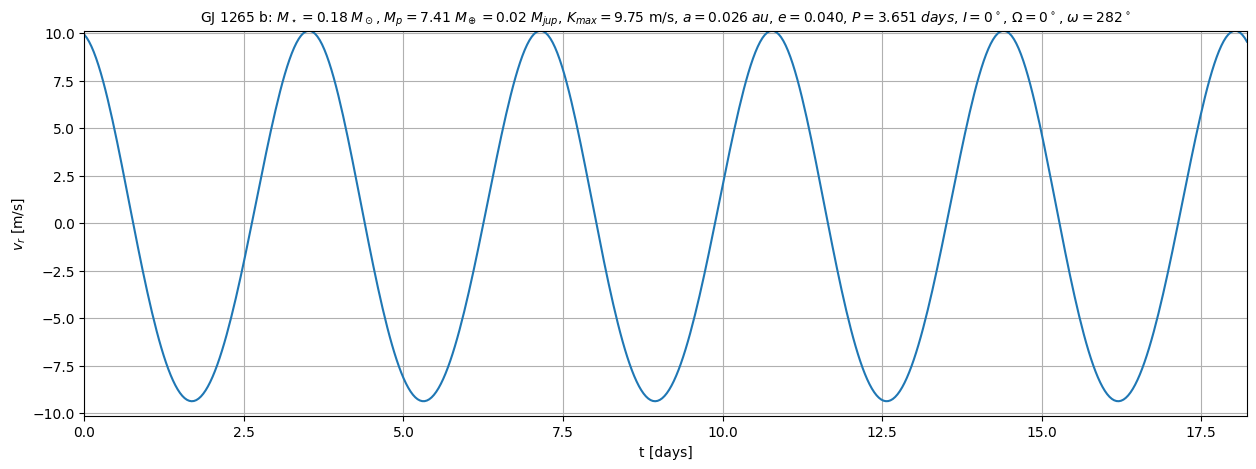 GJ 1265 b: M⋆ = 0.18 M⊙, Mp = 7.41 M⊕ = 0.02 Mjup, Kmax = 9.75 m/s, a = 0.026 au, e = 0.040, P = 3.651 days, I = 0°, Ω = 0°, ω = 282°
10.0
7.5
5.0
2.5
0.0
−2.5
−5.0
−7.5
−10.0
vr [m/s]
0.0 2.5 5.0 7.5 10.0 12.5 15.0 17.5
t [days]